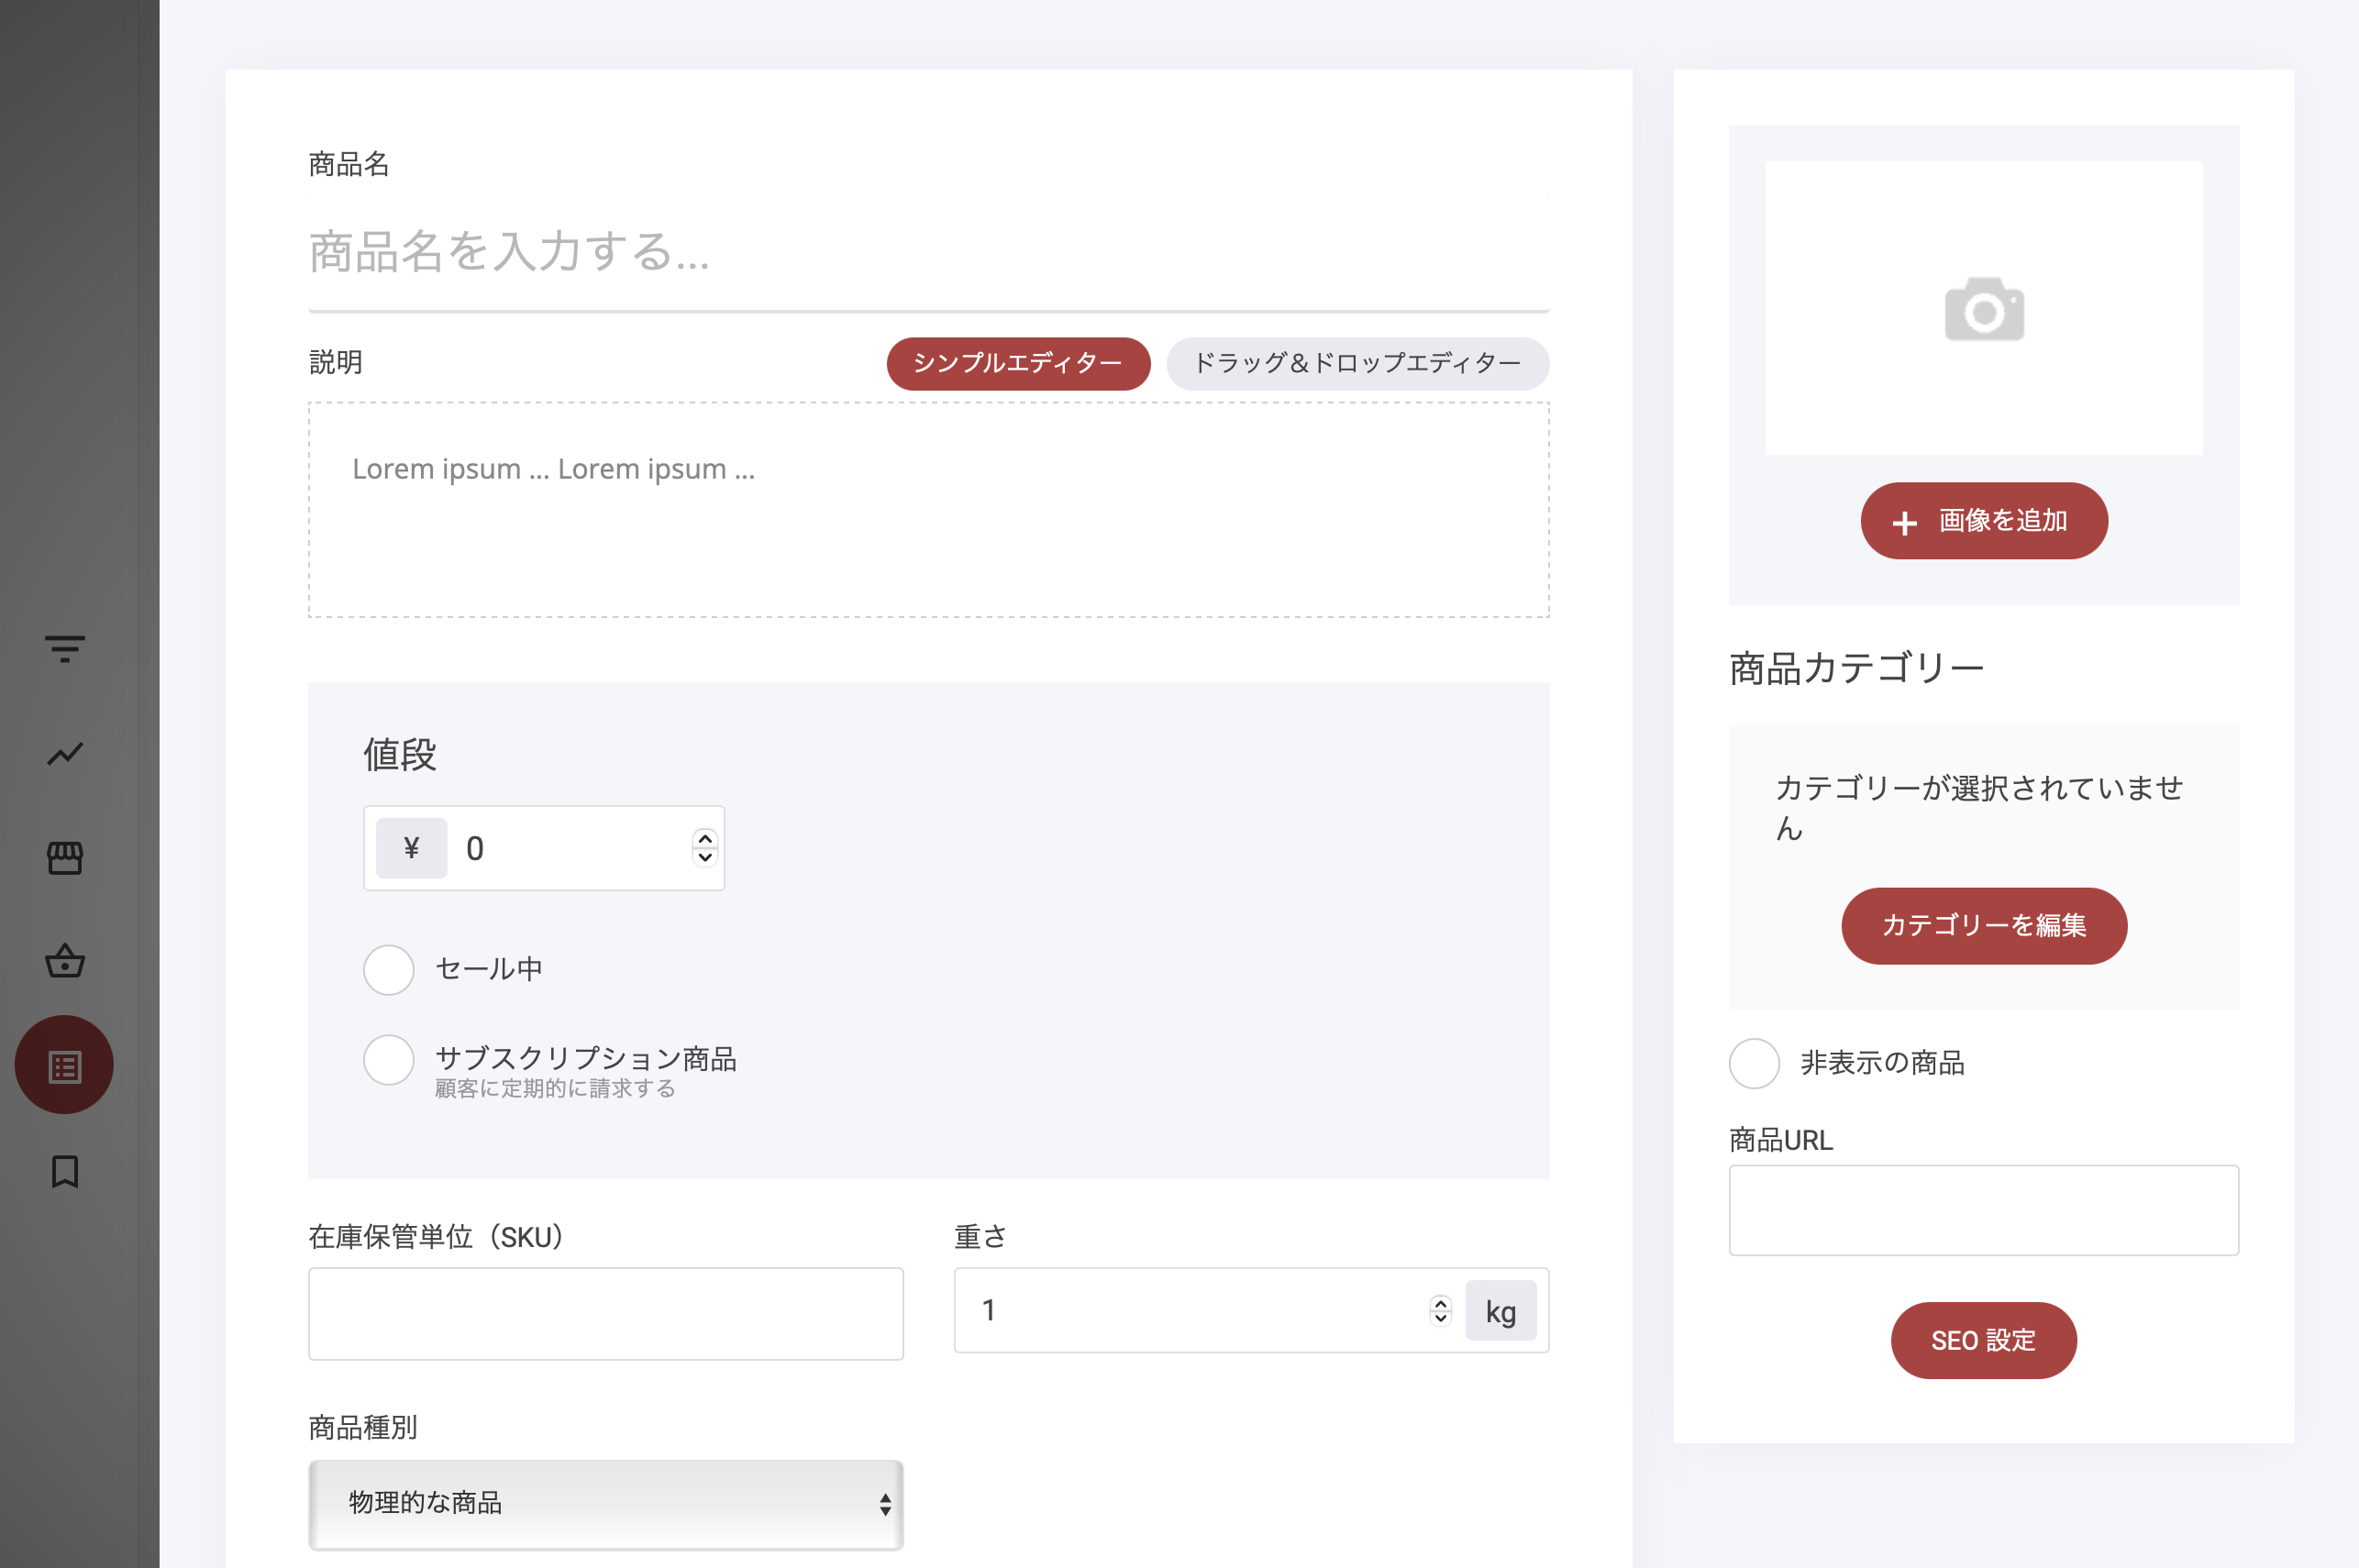 商品名
商品名を入力する...
説明
シンプルエディター
ドラッグ&ドロップエディター
Lorem ipsum ... Lorem ipsum ...
値段
¥ 0
セール中
サブスクリプション商品
顧客に定期的に請求する
在庫保管単位（SKU）
重さ
1 kg
商品種別
物理的な商品
+ 画像を追加
商品カテゴリー
カテゴリーが選択されていませ
ん
カテゴリーを編集
非表示の商品
商品URL
SEO 設定